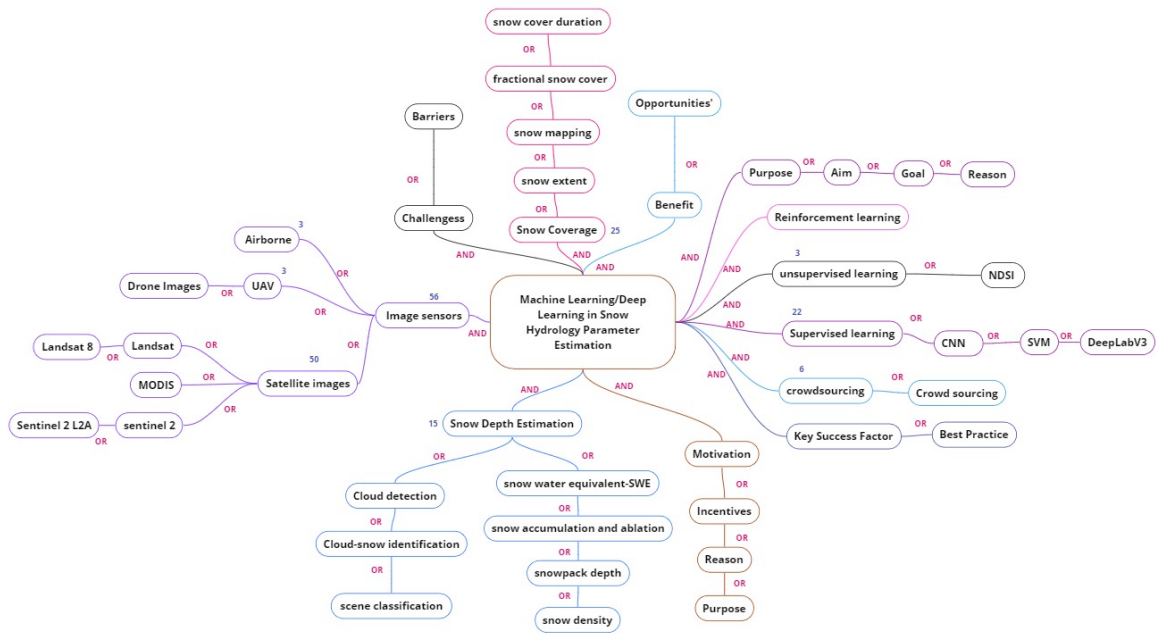 snow cover duration
OR
fractional snow cover
OR
snow mapping
OR
snow extent
OR
Snow Coverage
25
AND
Barriers
OR
Challengess
AND
Opportunities'
OR
Benefit
AND
Machine Learning/Deep
Learning in Snow
Hydrology Parameter
Estimation
3
Airborne
OR
3
Drone Images
OR
UAV
OR
56
Image sensors
AND
OR
50
Satellite images
Landsat 8
OR
Landsat
OR
MODIS
OR
Sentinel 2 L2A
OR
sentinel 2
OR
Purpose
OR
Aim
OR
Goal
OR
Reason
AND
Reinforcement learning
AND
3
unsupervised learning
OR
NDSI
AND
22
Supervised learning
OR
CNN
OR
SVM
OR
DeepLabV3
AND
6
crowdsourcing
OR
Crowd sourcing
AND
Key Success Factor
OR
Best Practice
AND
AND
15
Snow Depth Estimation
OR
Cloud detection
OR
Cloud-snow identification
OR
scene classification
OR
snow water equivalent-SWE
OR
snow accumulation and ablation
OR
snowpack depth
OR
snow density
AND
Motivation
OR
Incentives
OR
Reason
OR
Purpose